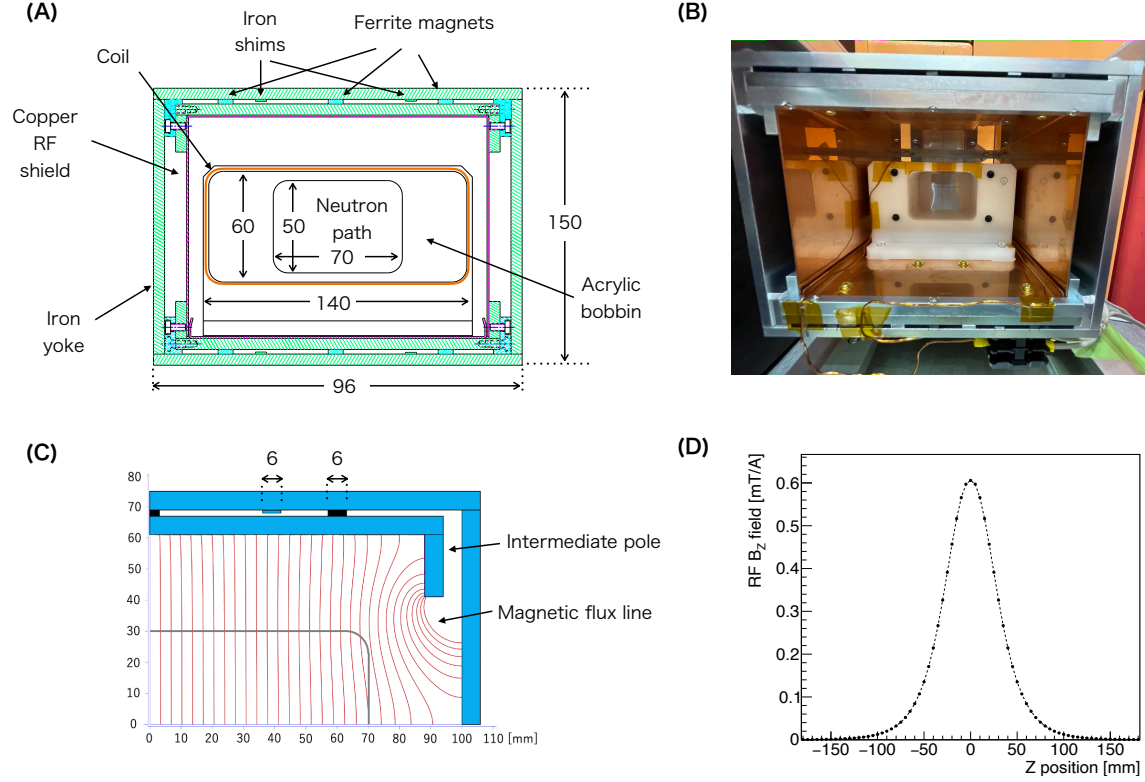 (A)
Iron
shims
Ferrite magnets
Coil
Copper
RF
shield
60
50
Neutron
path
70
150
140
Acrylic
bobbin
Iron
yoke
96
(B)
(C)
6
6
80
70
60
50
40
30
20
10
0
0 10 20 30 40 50 60 70 80 90 100 110 [mm]
Intermediate pole
Magnetic flux line
(D)
RF B_Z field [mT/A]
0.6
0.5
0.4
0.3
0.2
0.1
0
−150 −100 −50 0 50 100 150
Z position [mm]